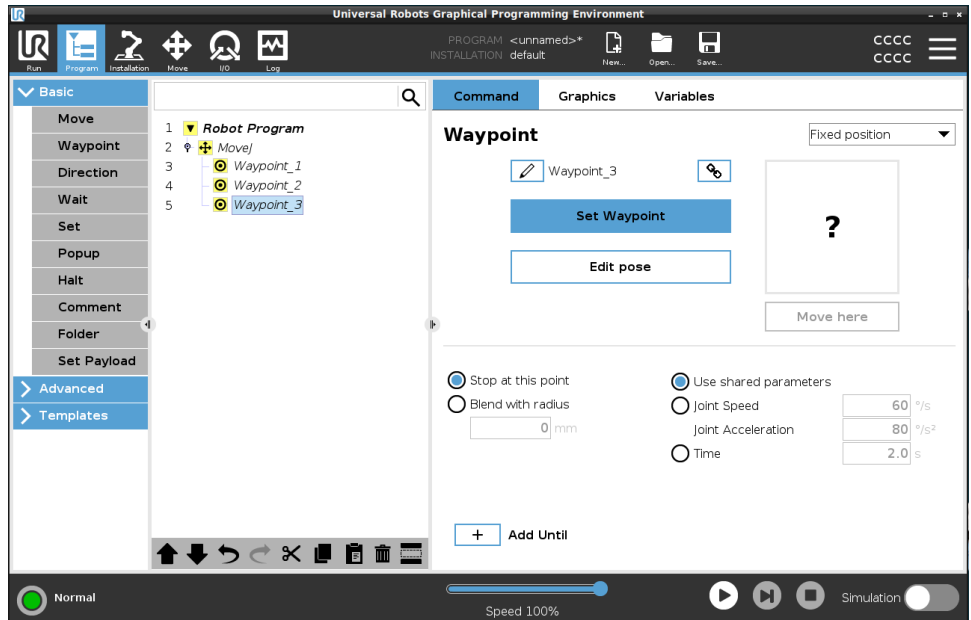 Universal Robots Graphical Programming Environment
UR
Run
Program
Installation
Move
I/O
Log
PROGRAM <unnamed>*
INSTALLATION default
New...
Open...
Save...
CCCC
CCCC
Basic
Move
Waypoint
Direction
Wait
Set
Popup
Halt
Comment
Folder
Set Payload
Advanced
Templates
1 Robot Program
2 MoveJ
3 Waypoint_1
4 Waypoint_2
5 Waypoint_3
Command Graphics Variables
Waypoint
Fixed position
Waypoint_3
Set Waypoint
Edit pose
?
Move here
Stop at this point
Blend with radius
0 mm
Use shared parameters
Joint Speed 60 °/s
Joint Acceleration 80 °/s²
Time 2.0 s
+ Add Until
Normal
Speed 100%
Simulation